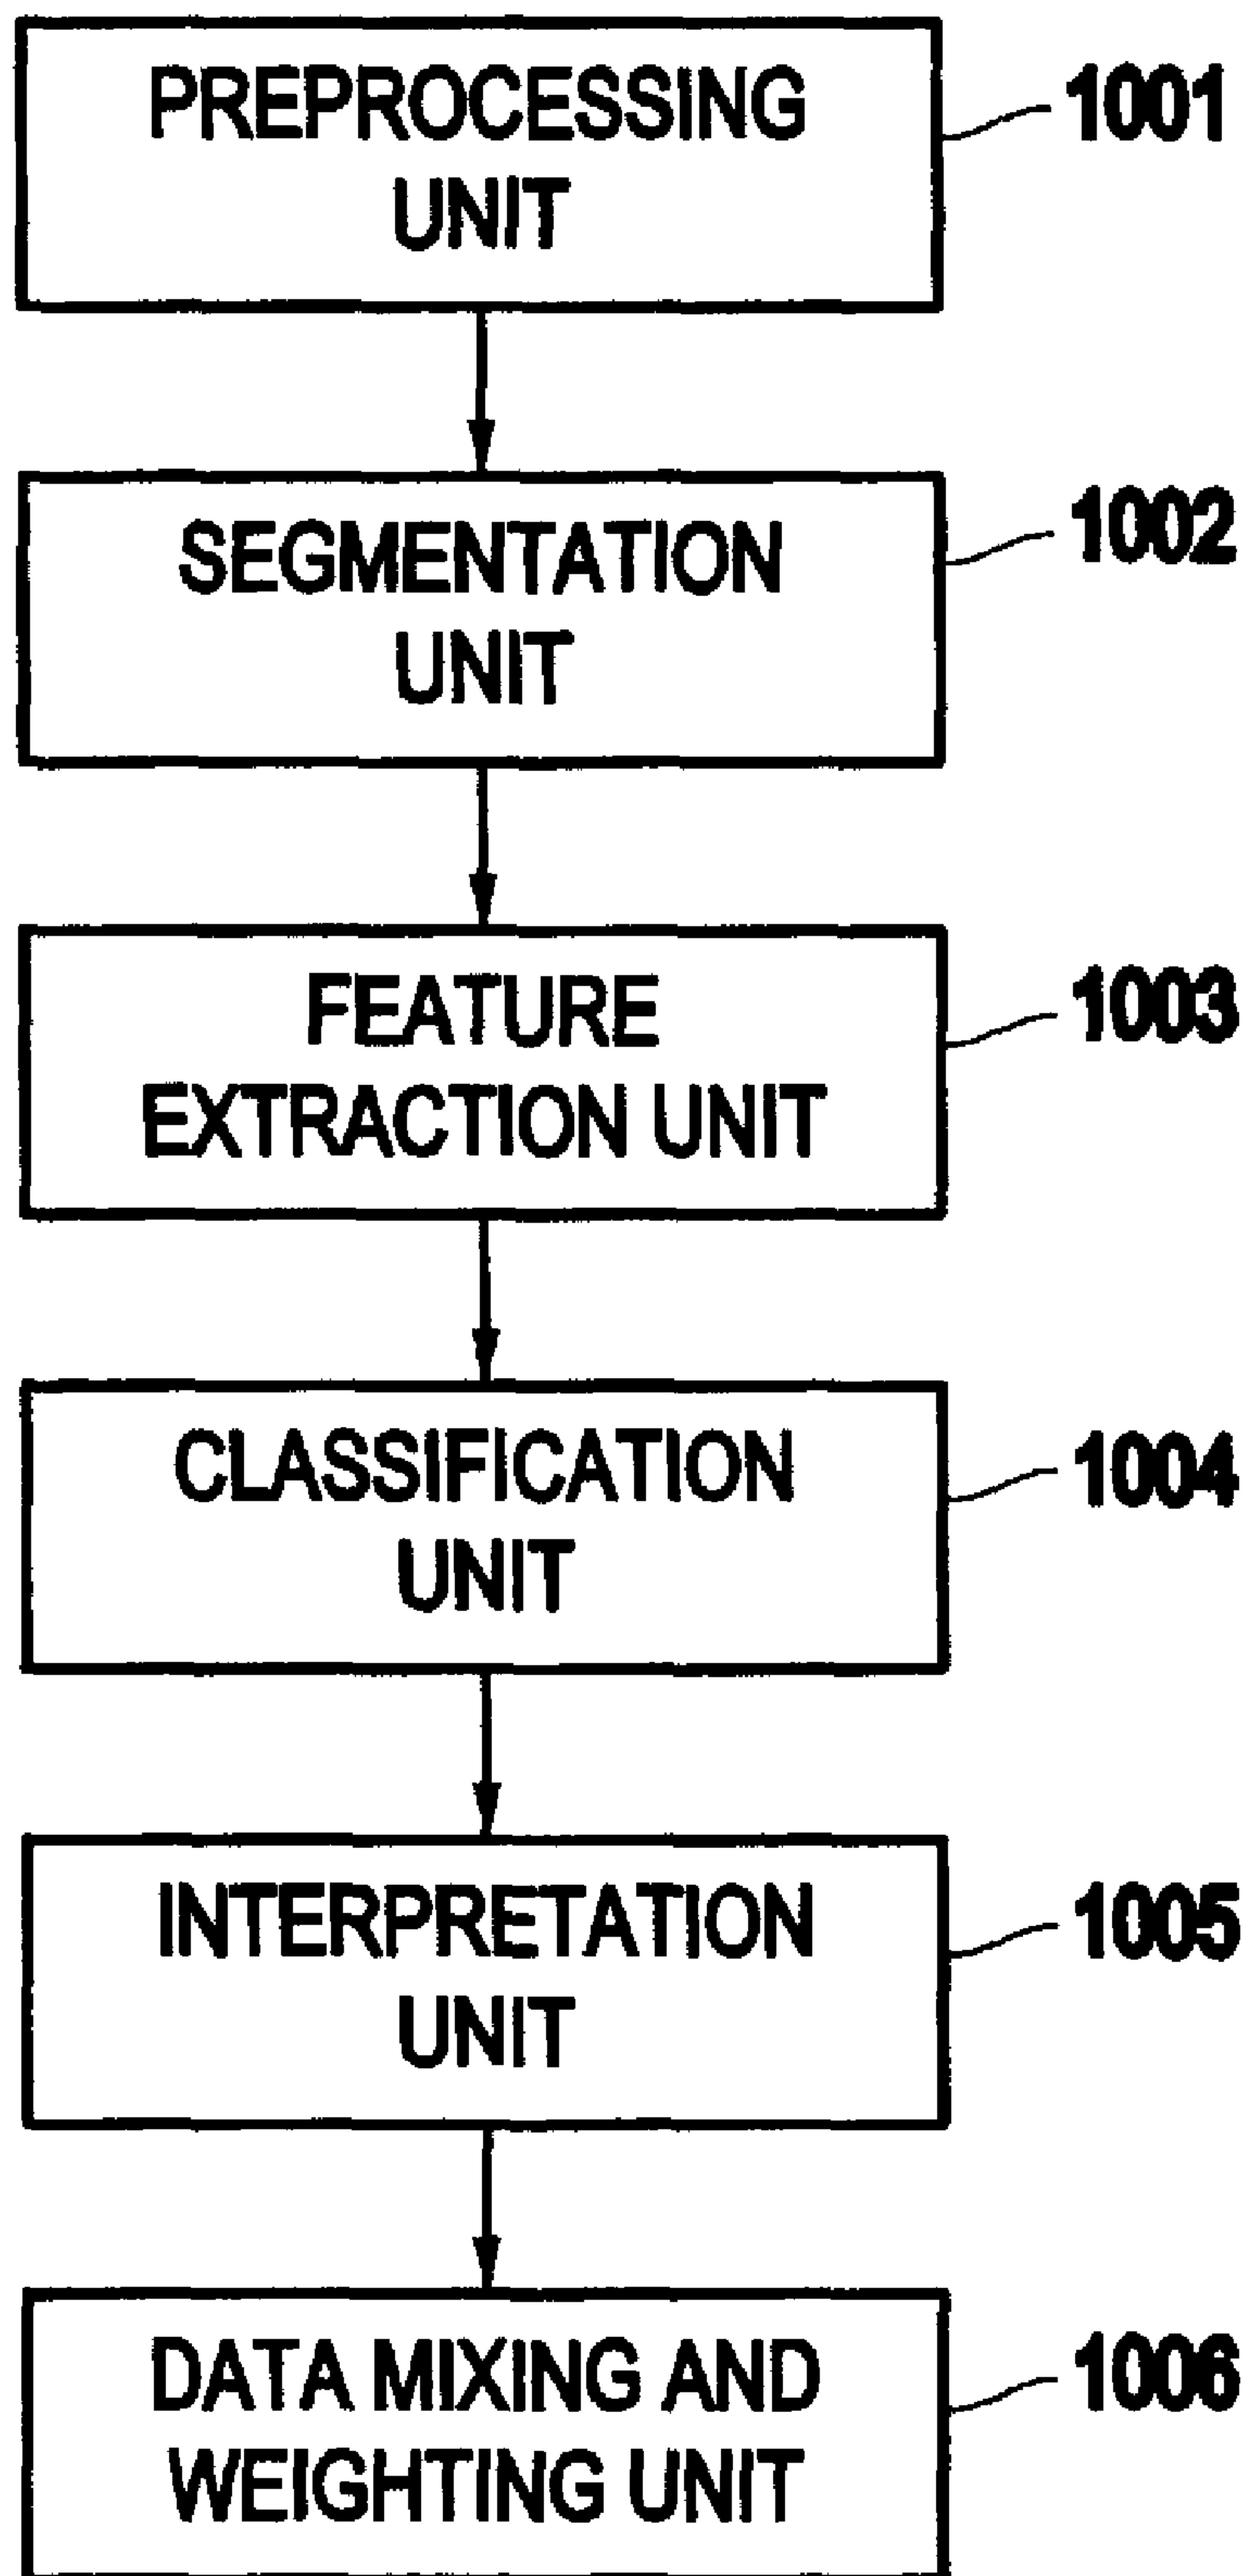 PREPROCESSING
UNIT
1001
SEGMENTATION
UNIT
1002
FEATURE
EXTRACTION UNIT
1003
CLASSIFICATION
UNIT
1004
INTERPRETATION
UNIT
1005
DATA MIXING AND
WEIGHTING UNIT
1006